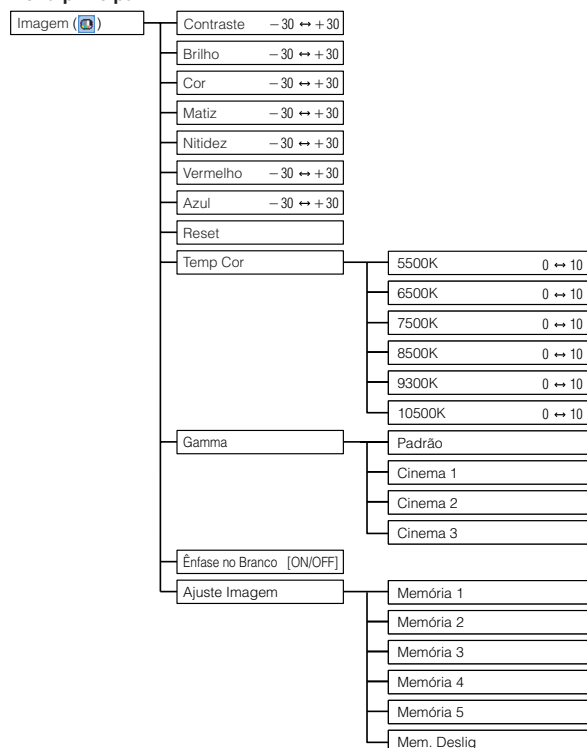 Imagem ( )
Contraste −30 ↔ +30
Brilho −30 ↔ +30
Cor −30 ↔ +30
Matiz −30 ↔ +30
Nitidez −30 ↔ +30
Vermelho −30 ↔ +30
Azul −30 ↔ +30
Reset
Temp Cor
5500K 0 ↔ 10
6500K 0 ↔ 10
7500K 0 ↔ 10
8500K 0 ↔ 10
9300K 0 ↔ 10
10500K 0 ↔ 10
Gamma
Padrão
Cinema 1
Cinema 2
Cinema 3
Ênfase no Branco [ON/OFF]
Ajuste Imagem
Memória 1
Memória 2
Memória 3
Memória 4
Memória 5
Mem. Deslig